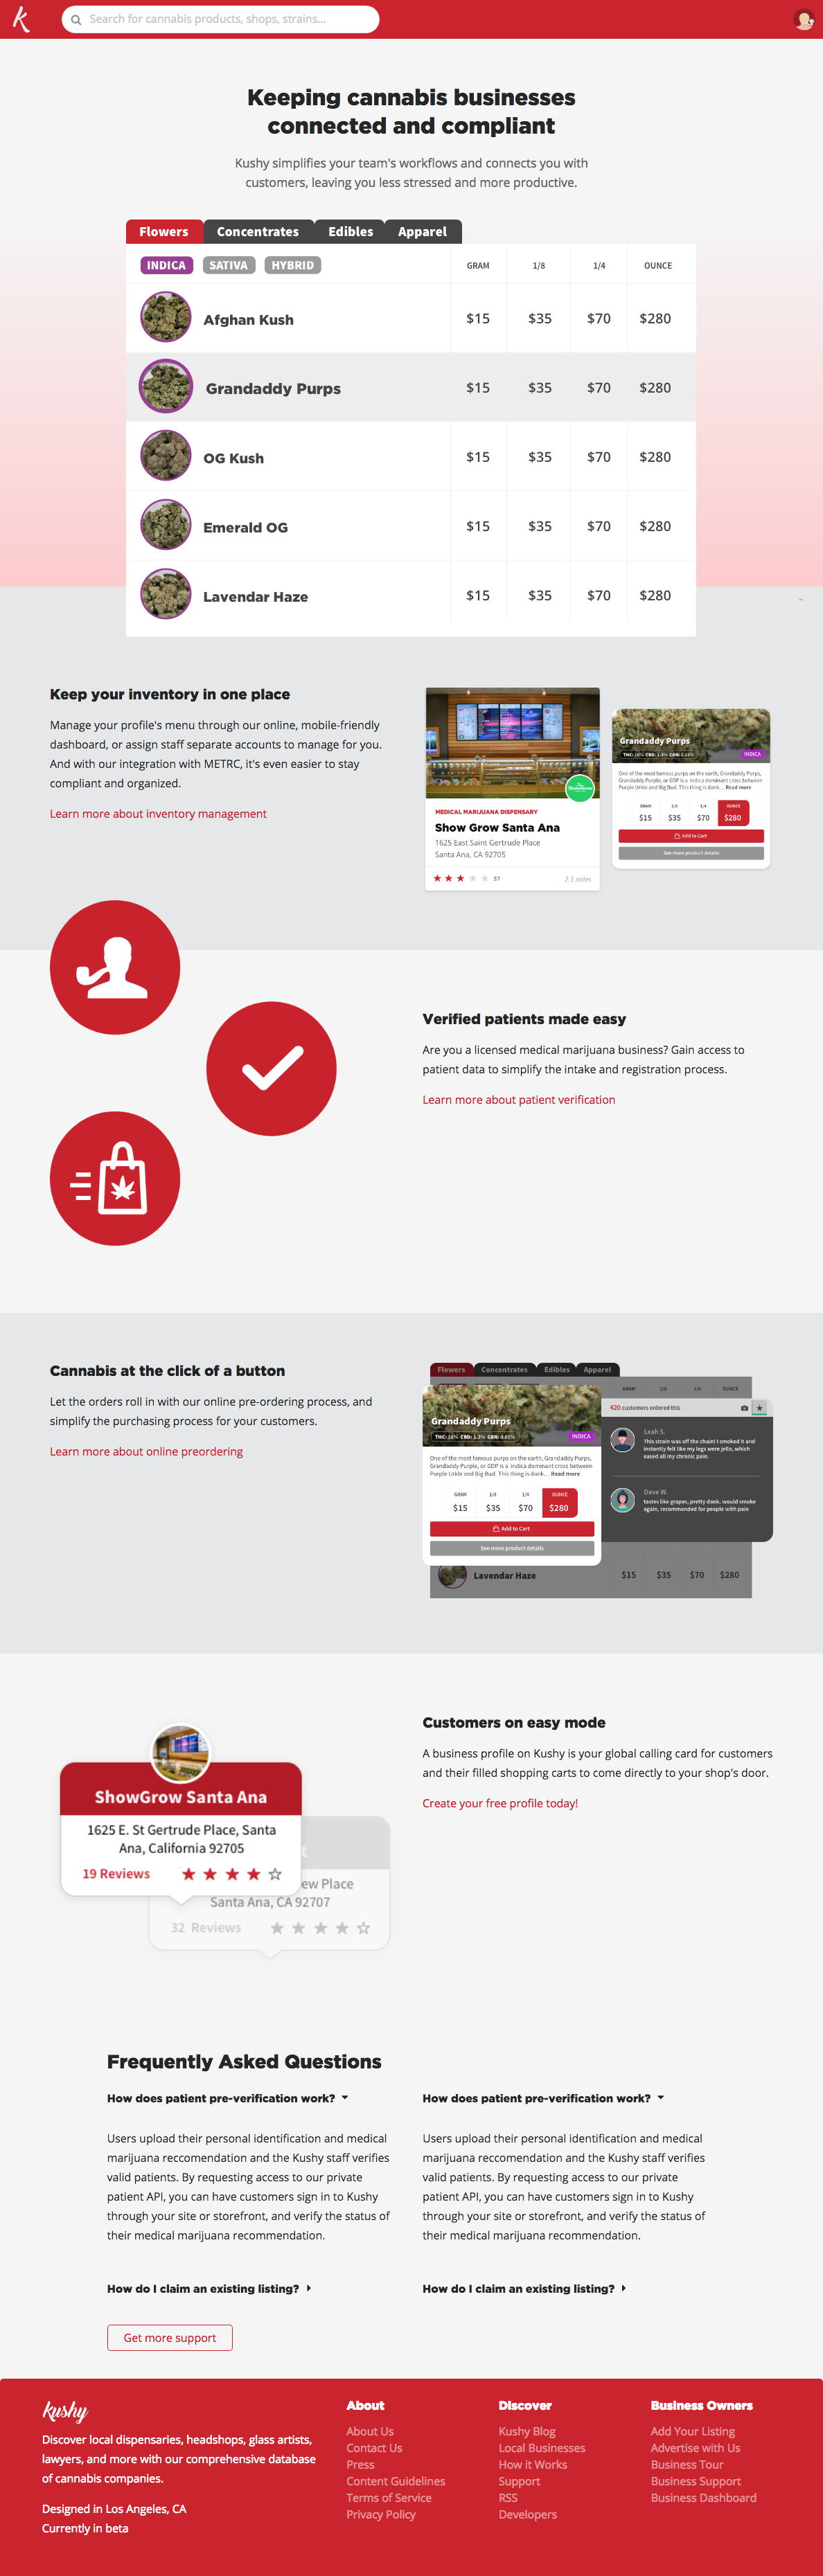 k
Search for cannabis products, shops, strains...
Keeping cannabis businesses
connected and compliant
Kushy simplifies your team's workflows and connects you with
customers, leaving you less stressed and more productive.
Flowers Concentrates Edibles Apparel
INDICA SATIVA HYBRID GRAM 1/8 1/4 OUNCE
Afghan Kush $15 $35 $70 $280
Grandaddy Purps $15 $35 $70 $280
OG Kush $15 $35 $70 $280
Emerald OG $15 $35 $70 $280
Lavendar Haze $15 $35 $70 $280
Keep your inventory in one place
Manage your profile's menu through our online, mobile-friendly
dashboard, or assign staff separate accounts to manage for you.
And with our integration with METRC, it's even easier to stay
compliant and organized.
Learn more about inventory management
MEDICAL MARIJUANA DISPENSARY
Show Grow Santa Ana
1625 East Saint Gertrude Place
Santa Ana, CA 92705
37 2.3 miles
Grandaddy Purps
THC: 16% CBD: 1.3% CBN: 0.01% INDICA
One of the most famous purps on the earth, Grandaddy Purps,
Grandaddy Purple, or GDP is a indica dominant cross between
Purple Urkle and Big Bud. This thing is dank... Read more
GRAM 1/8 1/4 OUNCE
$15 $35 $70 $280
Add to Cart
See more product details
Verified patients made easy
Are you a licensed medical marijuana business? Gain access to
patient data to simplify the intake and registration process.
Learn more about patient verification
Cannabis at the click of a button
Let the orders roll in with our online pre-ordering process, and
simplify the purchasing process for your customers.
Learn more about online preordering
Flowers Concentrates Edibles Apparel
GRAM 1/8 1/4 OUNCE
Grandaddy Purps
THC: 16% CBD: 1.3% CBN: 0.01% INDICA
One of the most famous purps on the earth, Grandaddy Purps,
Grandaddy Purple, or GDP is a indica dominant cross between
Purple Urkle and Big Bud. This thing is dank... Read more
GRAM 1/8 1/4 OUNCE
$15 $35 $70 $280
Add to Cart
See more product details
420 customers ordered this
Leah S.
This strain was off the chain! I smoked it and
instantly felt like my legs were jello, which
eased all my chronic pain.
Dave W.
tastes like grapes, pretty dank. would smoke
again, recommended for people with pain
Lavendar Haze $15 $35 $70 $280
Customers on easy mode
A business profile on Kushy is your global calling card for customers
and their filled shopping carts to come directly to your shop's door.
Create your free profile today!
ShowGrow Santa Ana
1625 E. St Gertrude Place, Santa
Ana, California 92705
19 Reviews
t
ew Place
Santa Ana, CA 92707
32 Reviews
Frequently Asked Questions
How does patient pre-verification work?
Users upload their personal identification and medical
marijuana reccomendation and the Kushy staff verifies
valid patients. By requesting access to our private
patient API, you can have customers sign in to Kushy
through your site or storefront, and verify the status of
their medical marijuana recommendation.
How do I claim an existing listing?
How does patient pre-verification work?
Users upload their personal identification and medical
marijuana reccomendation and the Kushy staff verifies
valid patients. By requesting access to our private
patient API, you can have customers sign in to Kushy
through your site or storefront, and verify the status of
their medical marijuana recommendation.
How do I claim an existing listing?
Get more support
kushy
Discover local dispensaries, headshops, glass artists,
lawyers, and more with our comprehensive database
of cannabis companies.
Designed in Los Angeles, CA
Currently in beta
About
About Us
Contact Us
Press
Content Guidelines
Terms of Service
Privacy Policy
Discover
Kushy Blog
Local Businesses
How it Works
Support
RSS
Developers
Business Owners
Add Your Listing
Advertise with Us
Business Tour
Business Support
Business Dashboard